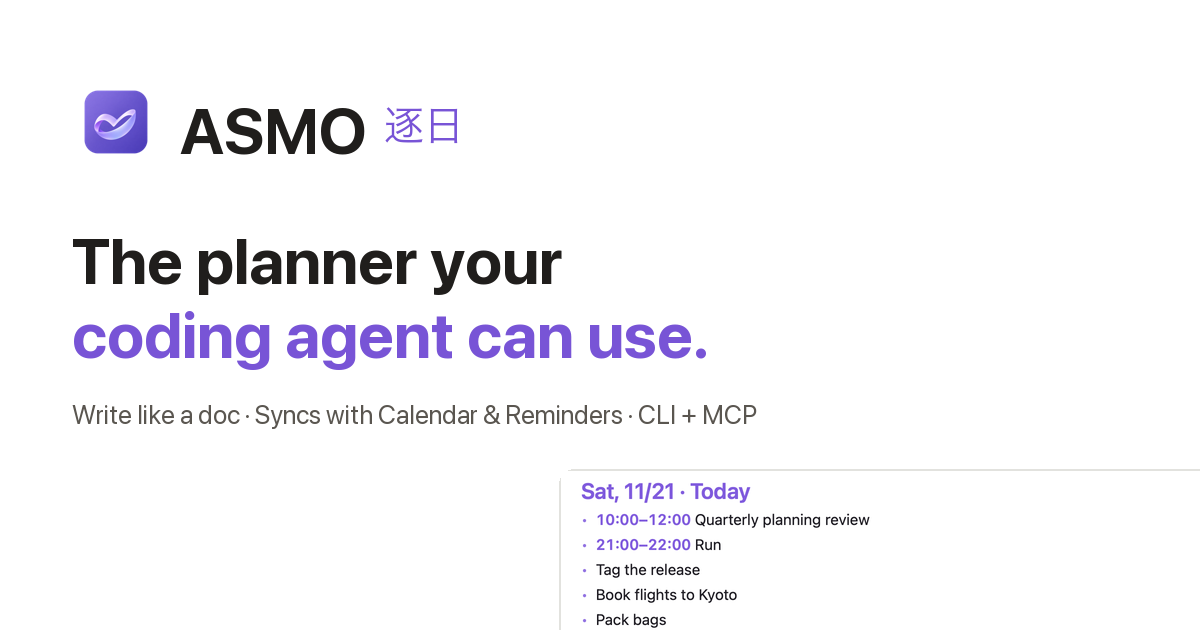 ASMO 逐日
The planner your
coding agent can use.
Write like a doc · Syncs with Calendar & Reminders · CLI + MCP
Sat, 11/21 · Today
• 10:00–12:00 Quarterly planning review
• 21:00–22:00 Run
• Tag the release
• Book flights to Kyoto
• Pack bags